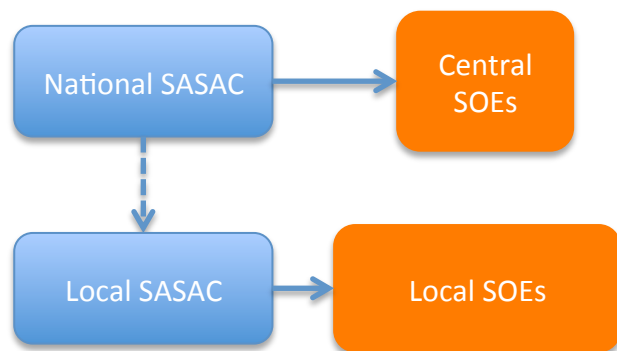 National SASAC
Central
SOEs
Local SASAC
Local SOEs